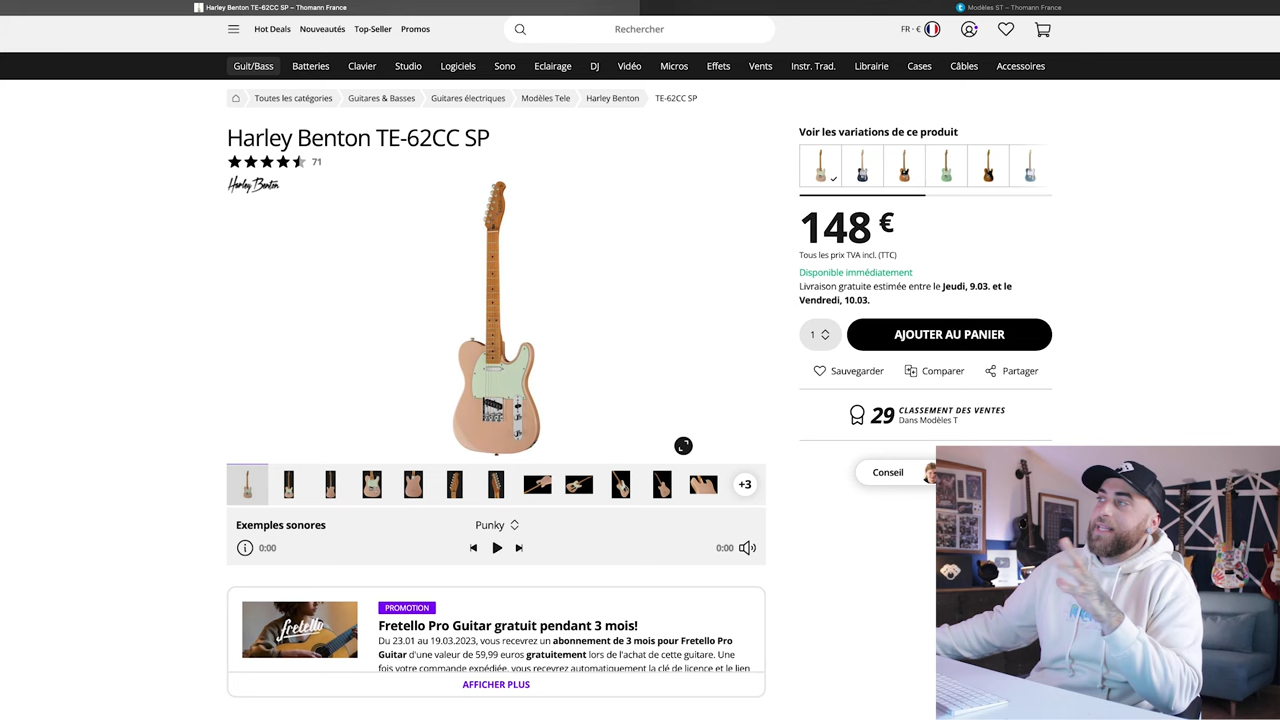 Harley Benton TE-62CC SP – Thomann France
Modèles ST – Thomann France
Hot Deals Nouveautés Top-Seller Promos
Rechercher
FR · €
Guit/Bass Batteries Clavier Studio Logiciels Sono Eclairage DJ Vidéo Micros Effets Vents Instr. Trad. Librairie Cases Câbles Accessoires
Toutes les catégories Guitares & Basses Guitares électriques Modèles Tele Harley Benton TE-62CC SP
Harley Benton TE-62CC SP
71
Harley Benton
+3
Exemples sonores
Punky
0:00
0:00
PROMOTION
Fretello Pro Guitar gratuit pendant 3 mois!
Du 23.01 au 19.03.2023, vous recevrez un abonnement de 3 mois pour Fretello Pro
Guitar d'une valeur de 59,99 euros gratuitement lors de l'achat de cette guitare. Une
fois votre commande expédiée, vous recevrez automatiquement la clé de licence et le lien
fretello
AFFICHER PLUS
Voir les variations de ce produit
148 €
Tous les prix TVA incl. (TTC)
Disponible immédiatement
Livraison gratuite estimée entre le Jeudi, 9.03. et le
Vendredi, 10.03.
1
AJOUTER AU PANIER
Sauvegarder Comparer Partager
29
CLASSEMENT DES VENTES
Dans Modèles T
Conseil